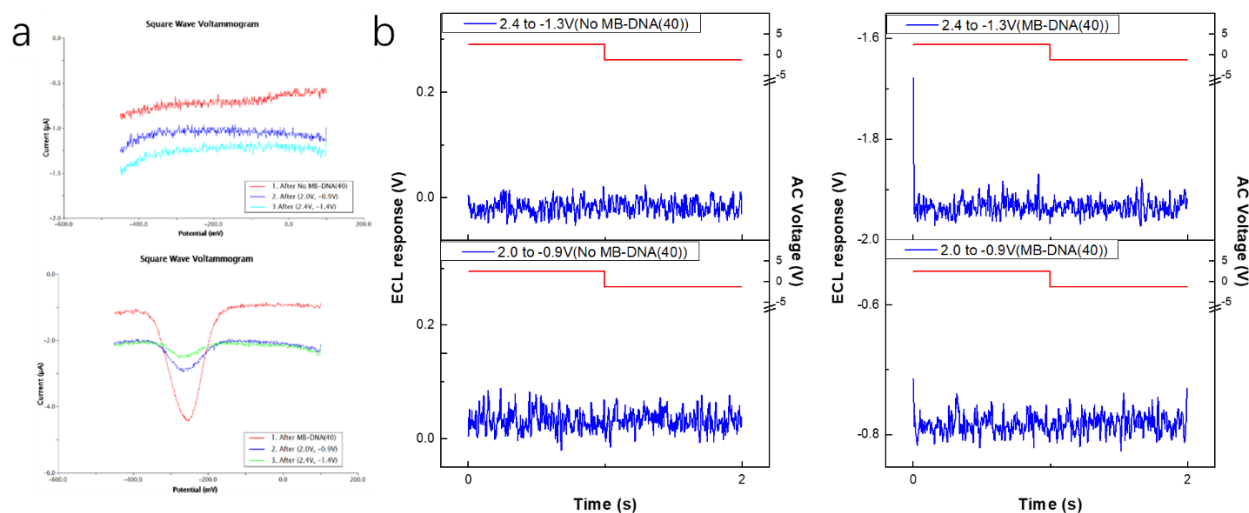 a
Square Wave Voltammogram
0.0
-0.5
-1.0
-1.5
-2.0
Current (µA)
1. After No MB-DNA(40)
2. After (2.0V, -0.9V)
3 After (2.4V, -1.4V)
-600.0 -400.0 -200.0 0.0 200.0
Potential (mV)
Square Wave Voltammogram
0.0
-2.0
-4.0
-6.0
Current (µA)
1. After MB-DNA(40)
2. After (2.0V, -0.9V)
3. After (2.4V, -1.4V)
-600.0 -400.0 -200.0 0.0 200.0
Potential (mV)
b
2.4 to -1.3V(No MB-DNA(40))
0.2
0.0
5
0
-5
2.0 to -0.9V(No MB-DNA(40))
0.2
0.0
5
0
-5
ECL response (V)
AC Voltage (V)
0 2
Time (s)
2.4 to -1.3V(MB-DNA(40))
-1.6
-1.8
-2.0
5
0
-5
2.0 to -0.9V(MB-DNA(40))
-0.6
-0.8
5
0
-5
ECL response (V)
AC Voltage (V)
0 2
Time (s)